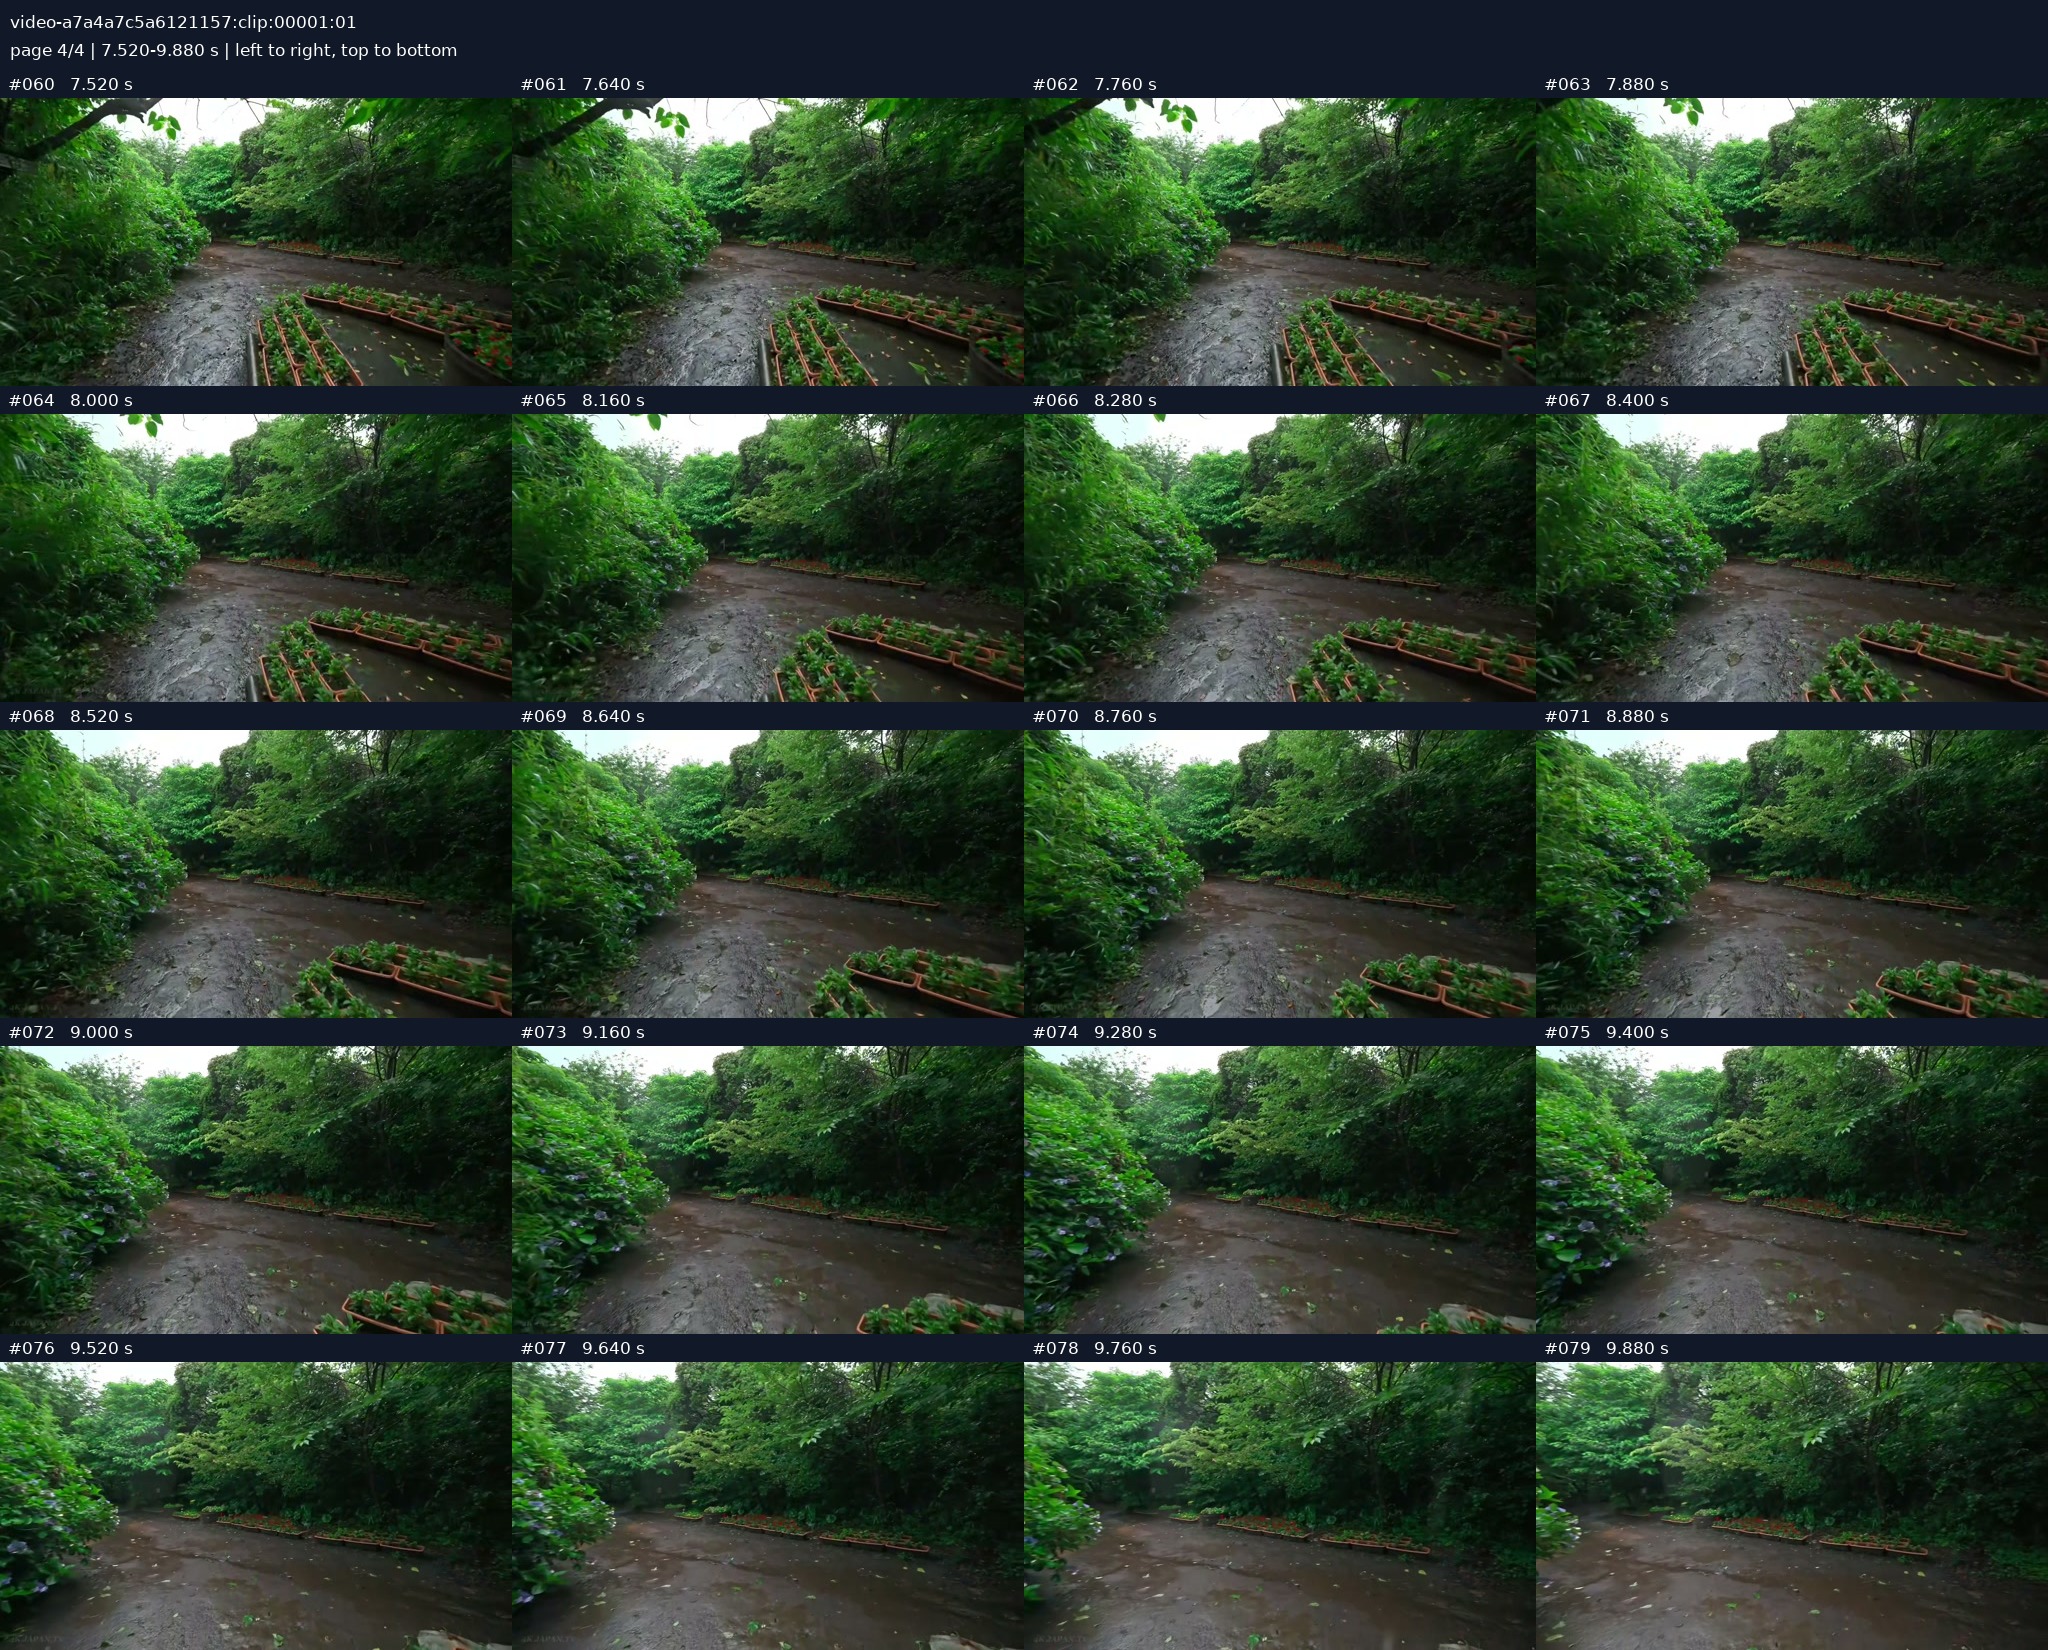 video-a7a4a7c5a6121157:clip:00001:01
page 4/4 | 7.520-9.880 s | left to right, top to bottom
#060 7.520 s
#061 7.640 s
#062 7.760 s
#063 7.880 s
#064 8.000 s
#065 8.160 s
#066 8.280 s
#067 8.400 s
#068 8.520 s
#069 8.640 s
#070 8.760 s
#071 8.880 s
#072 9.000 s
#073 9.160 s
#074 9.280 s
#075 9.400 s
#076 9.520 s
#077 9.640 s
#078 9.760 s
#079 9.880 s